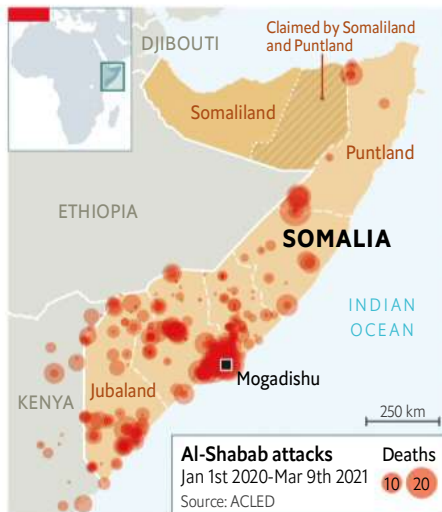 DJIBOUTI
Claimed by Somaliland
and Puntland
Somaliland
Puntland
ETHIOPIA
SOMALIA
INDIAN
OCEAN
Mogadishu
Jubaland
KENYA
250 km
Al-Shabab attacks
Jan 1st 2020-Mar 9th 2021
Source: ACLED
Deaths
10 20